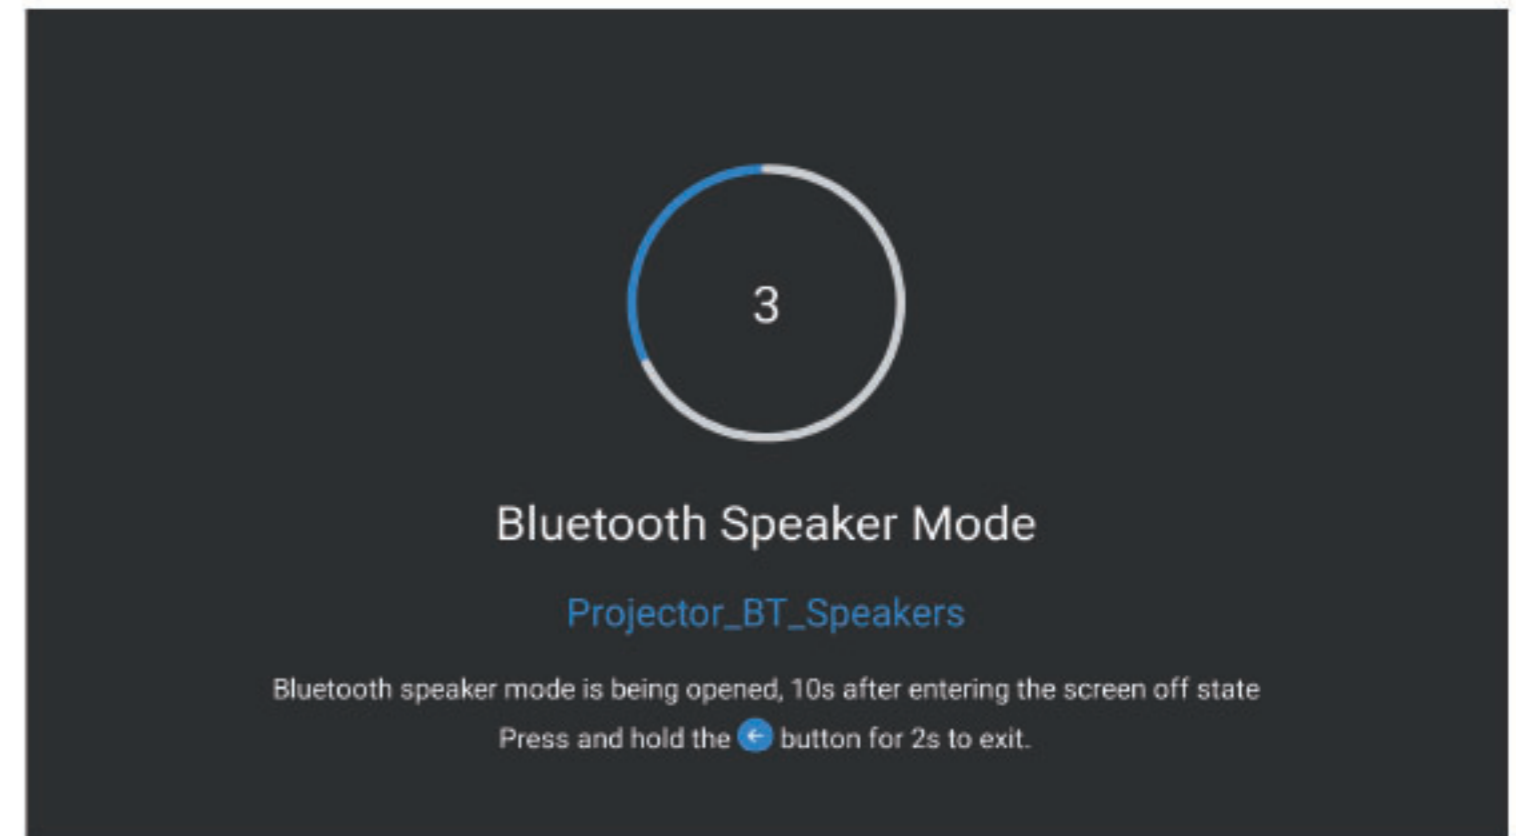 3
Bluetooth Speaker Mode
Projector_BT_Speakers
Bluetooth speaker mode is being opened, 10s after entering the screen off state
Press and hold the button for 2s to exit.